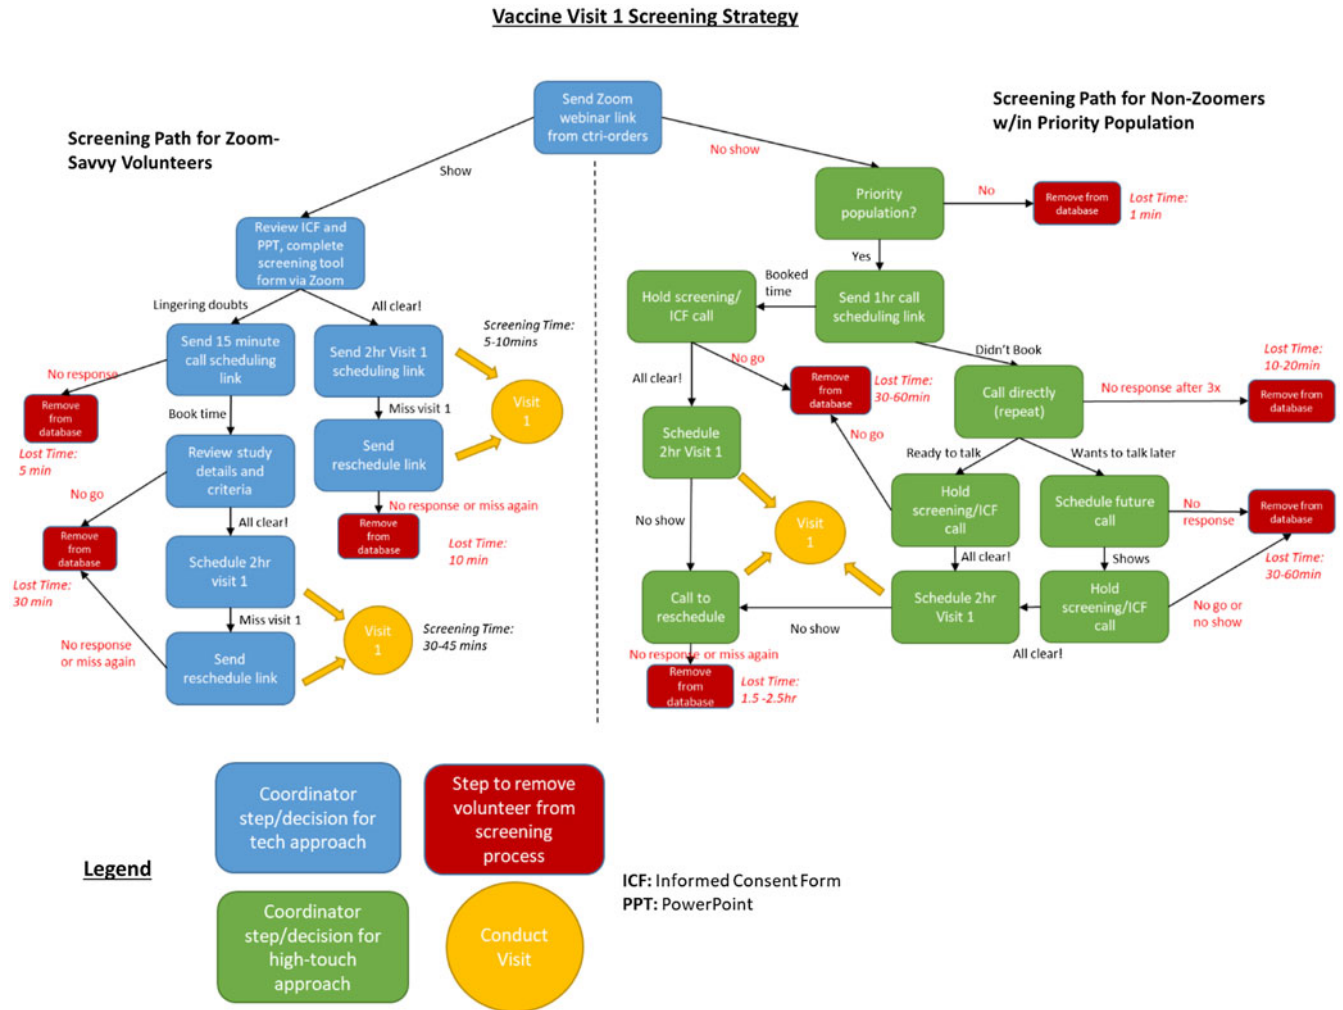 Vaccine Visit 1 Screening Strategy
Screening Path for Zoom-
Savvy Volunteers
Screening Path for Non-Zoomers
w/in Priority Population
Send Zoom
webinar link
from ctri-orders
Show
No show
Review ICF and
PPT, complete
screening tool
form via Zoom
Lingering doubts
All clear!
Send 15 minute
call scheduling
link
No response
Remove
from
database
Lost Time:
5 min
Book time
Review study
details and
criteria
No go
Remove
from
database
Lost Time:
30 min
All clear!
Schedule 2hr
visit 1
Miss visit 1
Send
reschedule link
No response
or miss again
Visit
1
Screening Time:
30-45 mins
Send 2hr Visit 1
scheduling link
Miss visit 1
Send
reschedule link
Screening Time:
5-10mins
Visit
1
No response or miss again
Remove
from
database
Lost Time:
10 min
Priority
population?
No
Remove from
database
Lost Time:
1 min
Yes
Send 1hr call
scheduling link
Booked
time
Hold screening/
ICF call
All clear!
No go
Remove
from
database
Lost Time:
30-60min
Schedule
2hr Visit 1
No show
Call to
reschedule
No response or miss again
Remove
from
database
Lost Time:
1.5 -2.5hr
Visit
1
Didn't Book
Call directly
(repeat)
No response after 3x
Lost Time:
10-20min
Remove from
database
Ready to talk
Wants to talk later
No go
Hold
screening/ICF
call
All clear!
Schedule 2hr
Visit 1
No show
Schedule future
call
No
response
Remove from
database
Lost Time:
30-60min
Shows
Hold
screening/ICF
call
No go or
no show
All clear!
Legend
Coordinator
step/decision for
tech approach
Step to remove
volunteer from
screening
process
Coordinator
step/decision for
high-touch
approach
Conduct
Visit
ICF: Informed Consent Form
PPT: PowerPoint